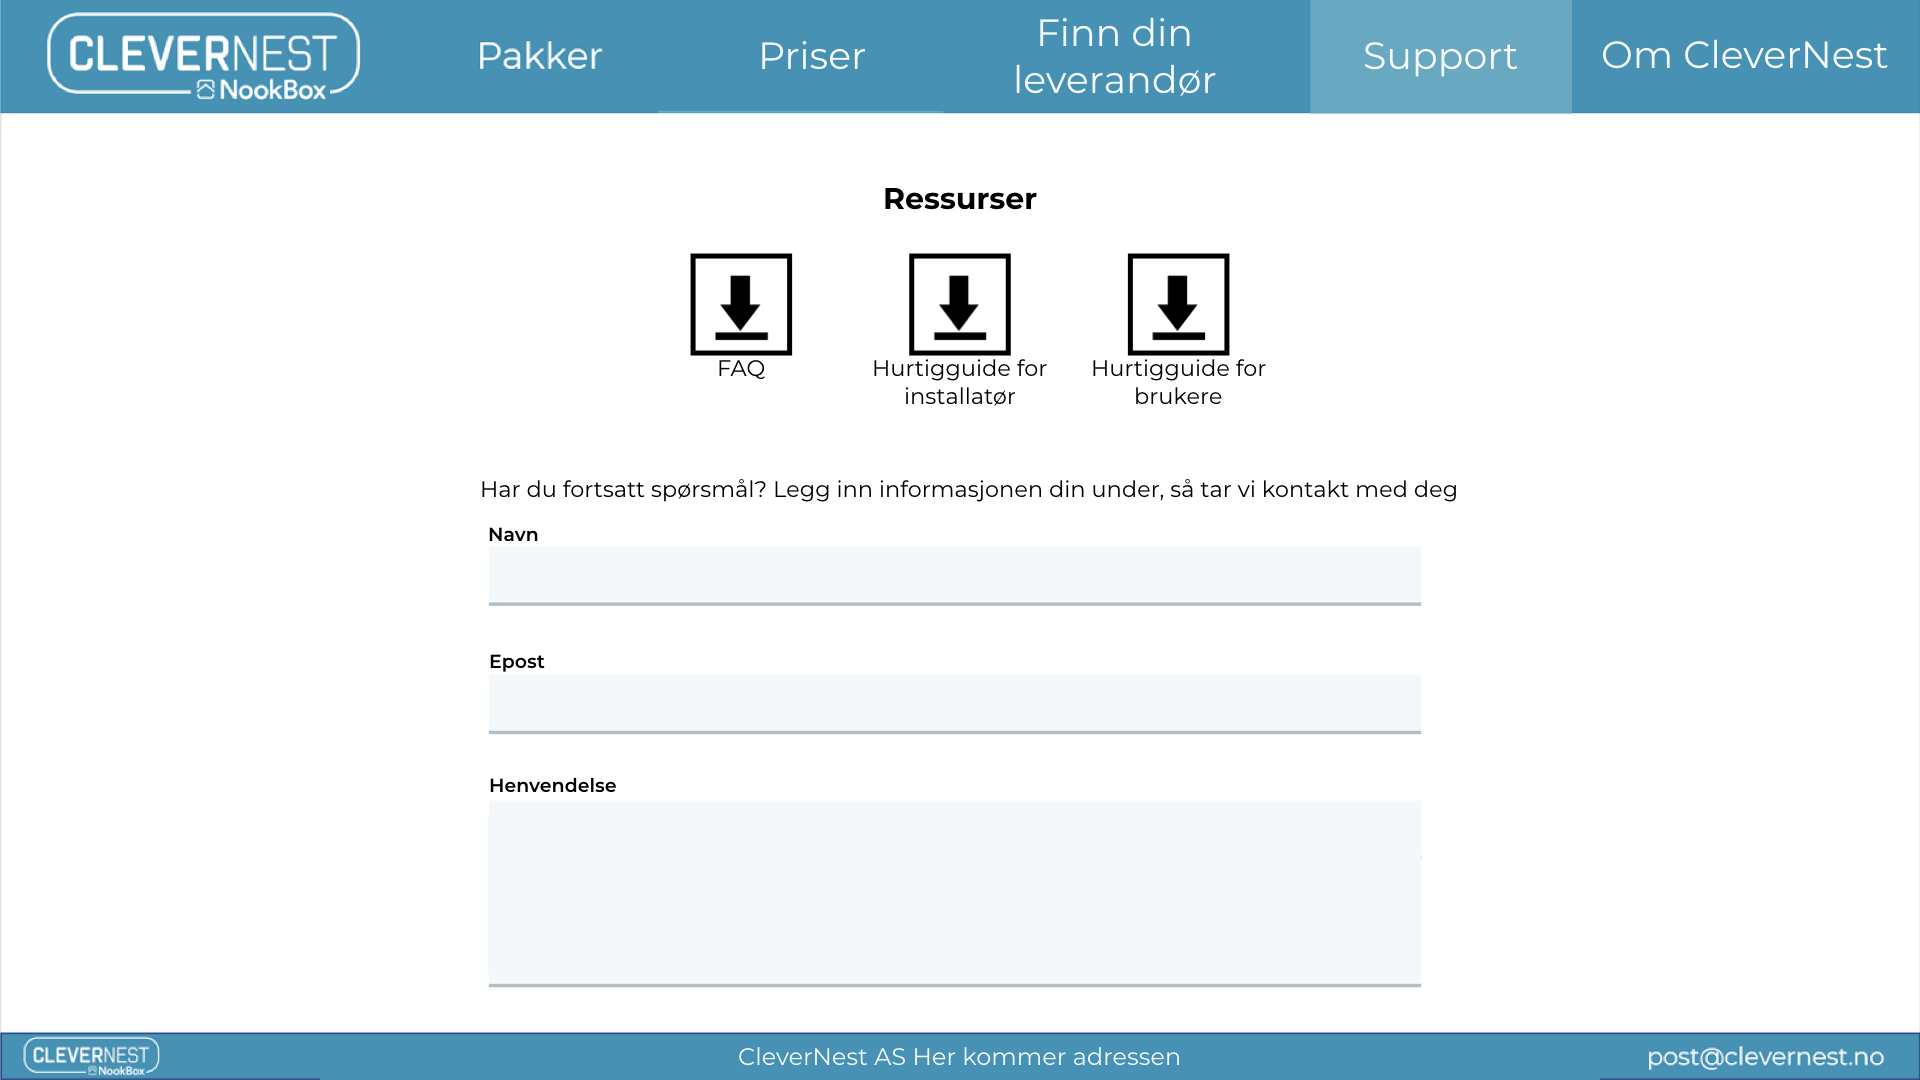 CLEVERNEST
NookBox
Pakker
Priser
Finn din
leverandør
Support
Om CleverNest
Ressurser
FAQ
Hurtigguide for
installatør
Hurtigguide for
brukere
Har du fortsatt spørsmål? Legg inn informasjonen din under, så tar vi kontakt med deg
Navn
Epost
Henvendelse
CLEVERNEST
NookBox
CleverNest AS Her kommer adressen
post@clevernest.no